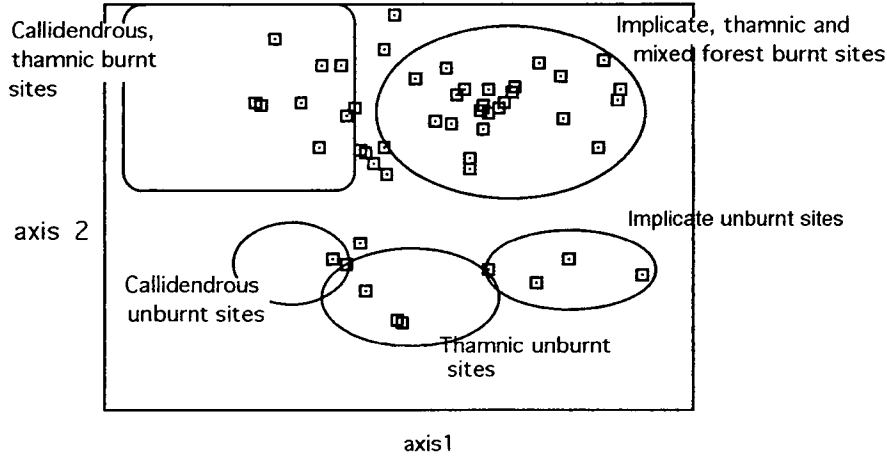 Callidendrous,
thamnic burnt
sites
Implicate, thamnic and
mixed forest burnt sites
axis 2
Implicate unburnt sites
Callidendrous
unburnt sites
Thamnic unburnt
sites
axis1